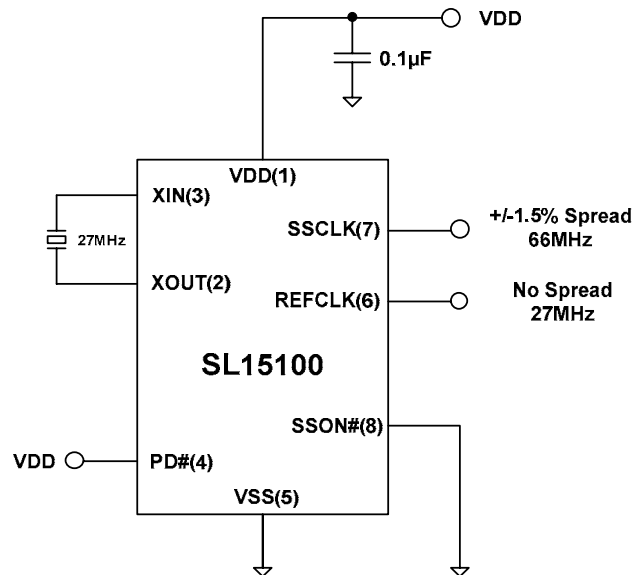 VDD
0.1µF
VDD(1)
XIN(3)
27MHz
XOUT(2)
SSCLK(7)
+/-1.5% Spread
66MHz
REFCLK(6)
No Spread
27MHz
SL15100
SSON#(8)
VDD
PD#(4)
VSS(5)